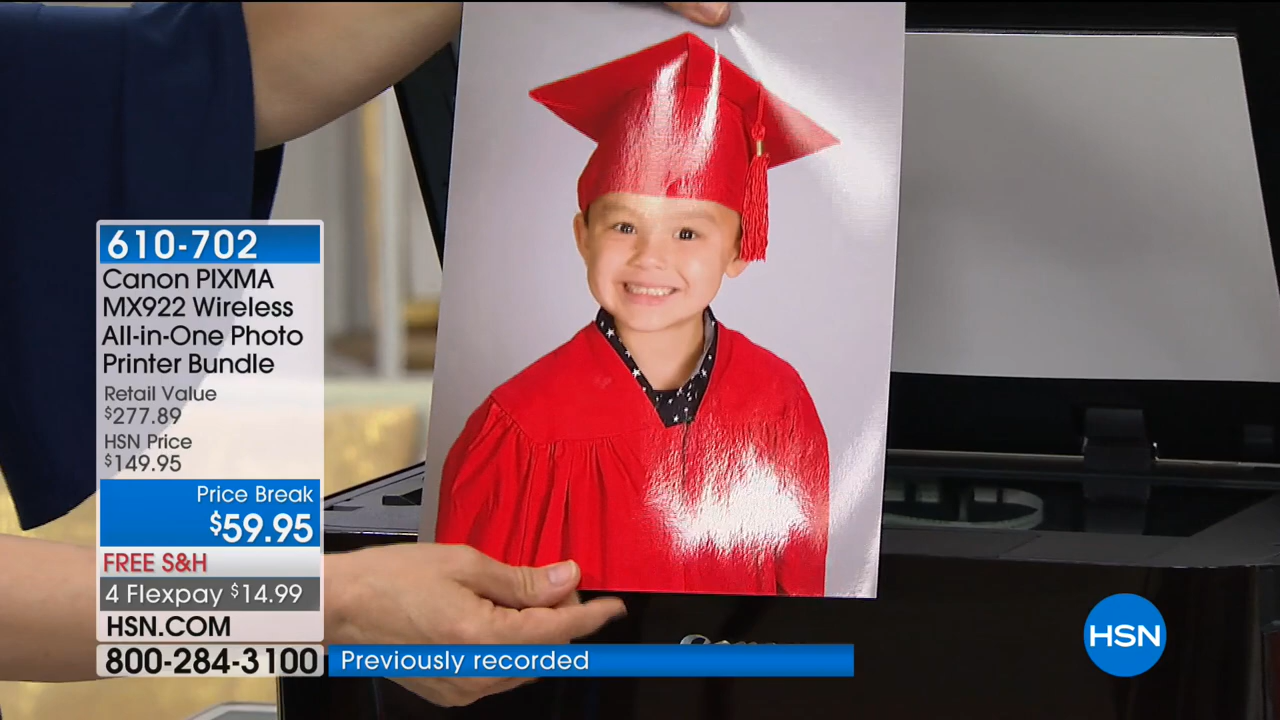 610-702
Canon PIXMA
MX922 Wireless
All-in-One Photo
Printer Bundle
Retail Value
$277.89
HSN Price
$149.95
Price Break
$59.95
FREE S&H
4 Flexpay $14.99
HSN.COM
800-284-3100
Previously recorded
HSN